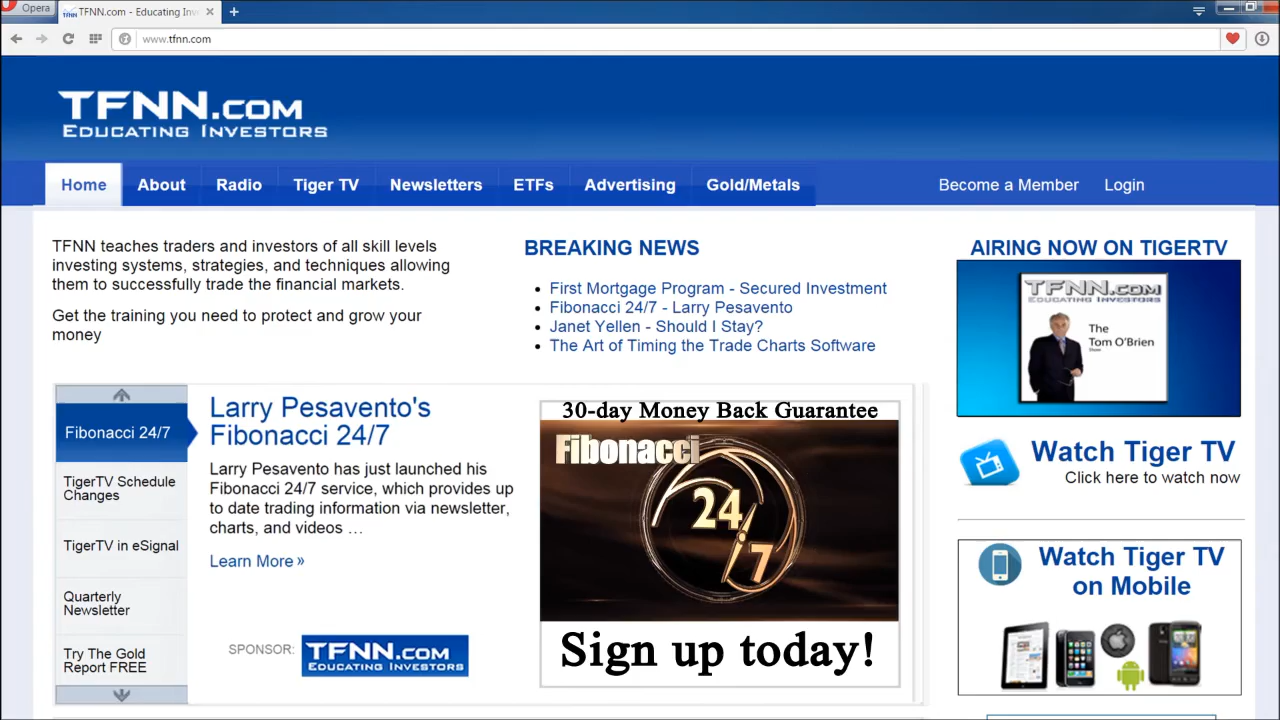 Opera
TFNN.com - Educating Inv
www.tfnn.com
TFNN.COM
EDUCATING INVESTORS
Home
About
Radio
Tiger TV
Newsletters
ETFs
Advertising
Gold/Metals
Become a Member
Login
TFNN teaches traders and investors of all skill levels
investing systems, strategies, and techniques allowing
them to successfully trade the financial markets.
Get the training you need to protect and grow your
money
BREAKING NEWS
First Mortgage Program - Secured Investment
Fibonacci 24/7 - Larry Pesavento
Janet Yellen - Should I Stay?
The Art of Timing the Trade Charts Software
AIRING NOW ON TIGERTV
TFNN.COM
EDUCATING INVESTORS
The
Tom O'Brien
Show
Watch Tiger TV
Click here to watch now
Watch Tiger TV
on Mobile
Fibonacci 24/7
TigerTV Schedule
Changes
TigerTV in eSignal
Quarterly
Newsletter
Try The Gold
Report FREE
Larry Pesavento's
Fibonacci 24/7
Larry Pesavento has just launched his
Fibonacci 24/7 service, which provides up
to date trading information via newsletter,
charts, and videos …
Learn More »
SPONSOR:
TFNN.COM
EDUCATING INVESTORS
30-day Money Back Guarantee
Fibonacci
24/7
Sign up today!